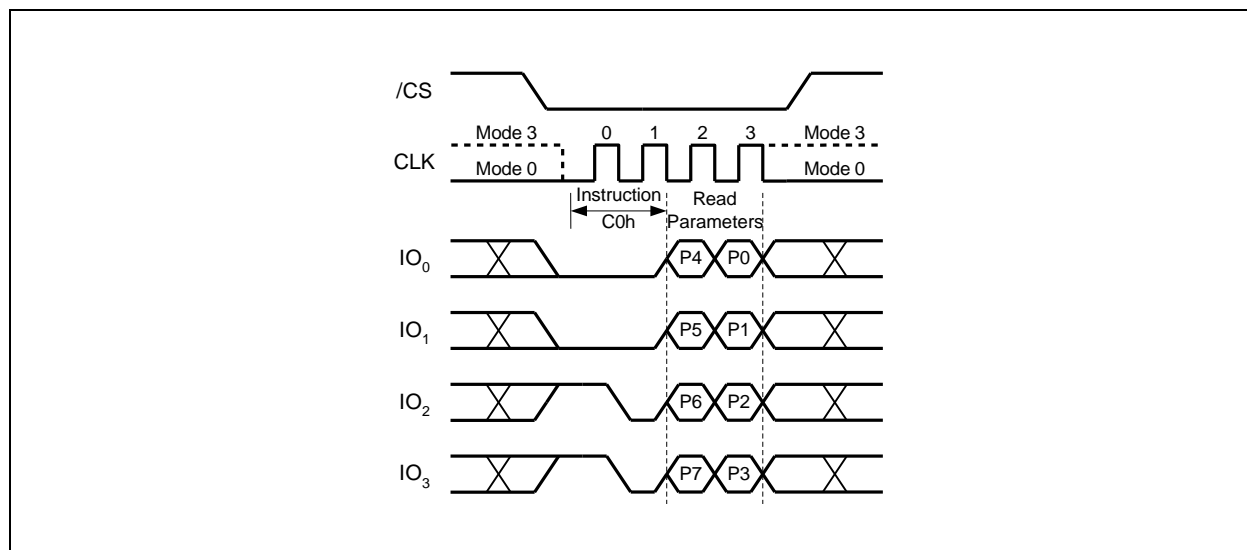 /CS
Mode 3 0 1 2 3 Mode 3
CLK
Mode 0 Mode 0
Instruction Read
C0h Parameters
IO0 P4 P0
IO1 P5 P1
IO2 P6 P2
IO3 P7 P3